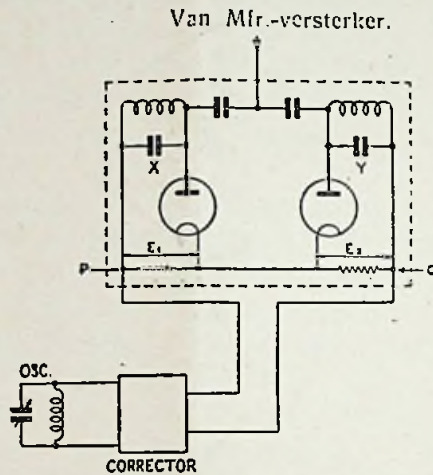 Van Mfr.-versterker.
X
Y
E₁
E₂
P
Q
OSC.
CORRECTOR